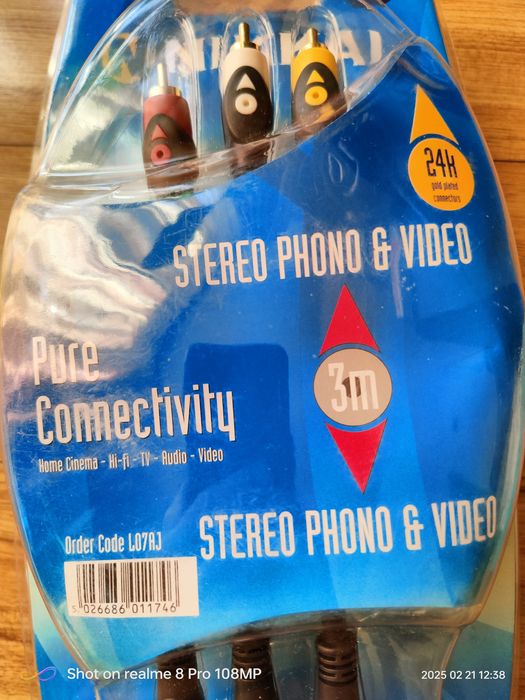 24k
gold plated
connectors
STEREO PHONO & VIDEO
Pure
Connectivity
3m
Home Cinema - Hi-Fi - TV - Audio - Video
STEREO PHONO & VIDEO
Order Code L07AJ
5 026686 011746
Shot on realme 8 Pro 108MP
2025 02 21 12:38